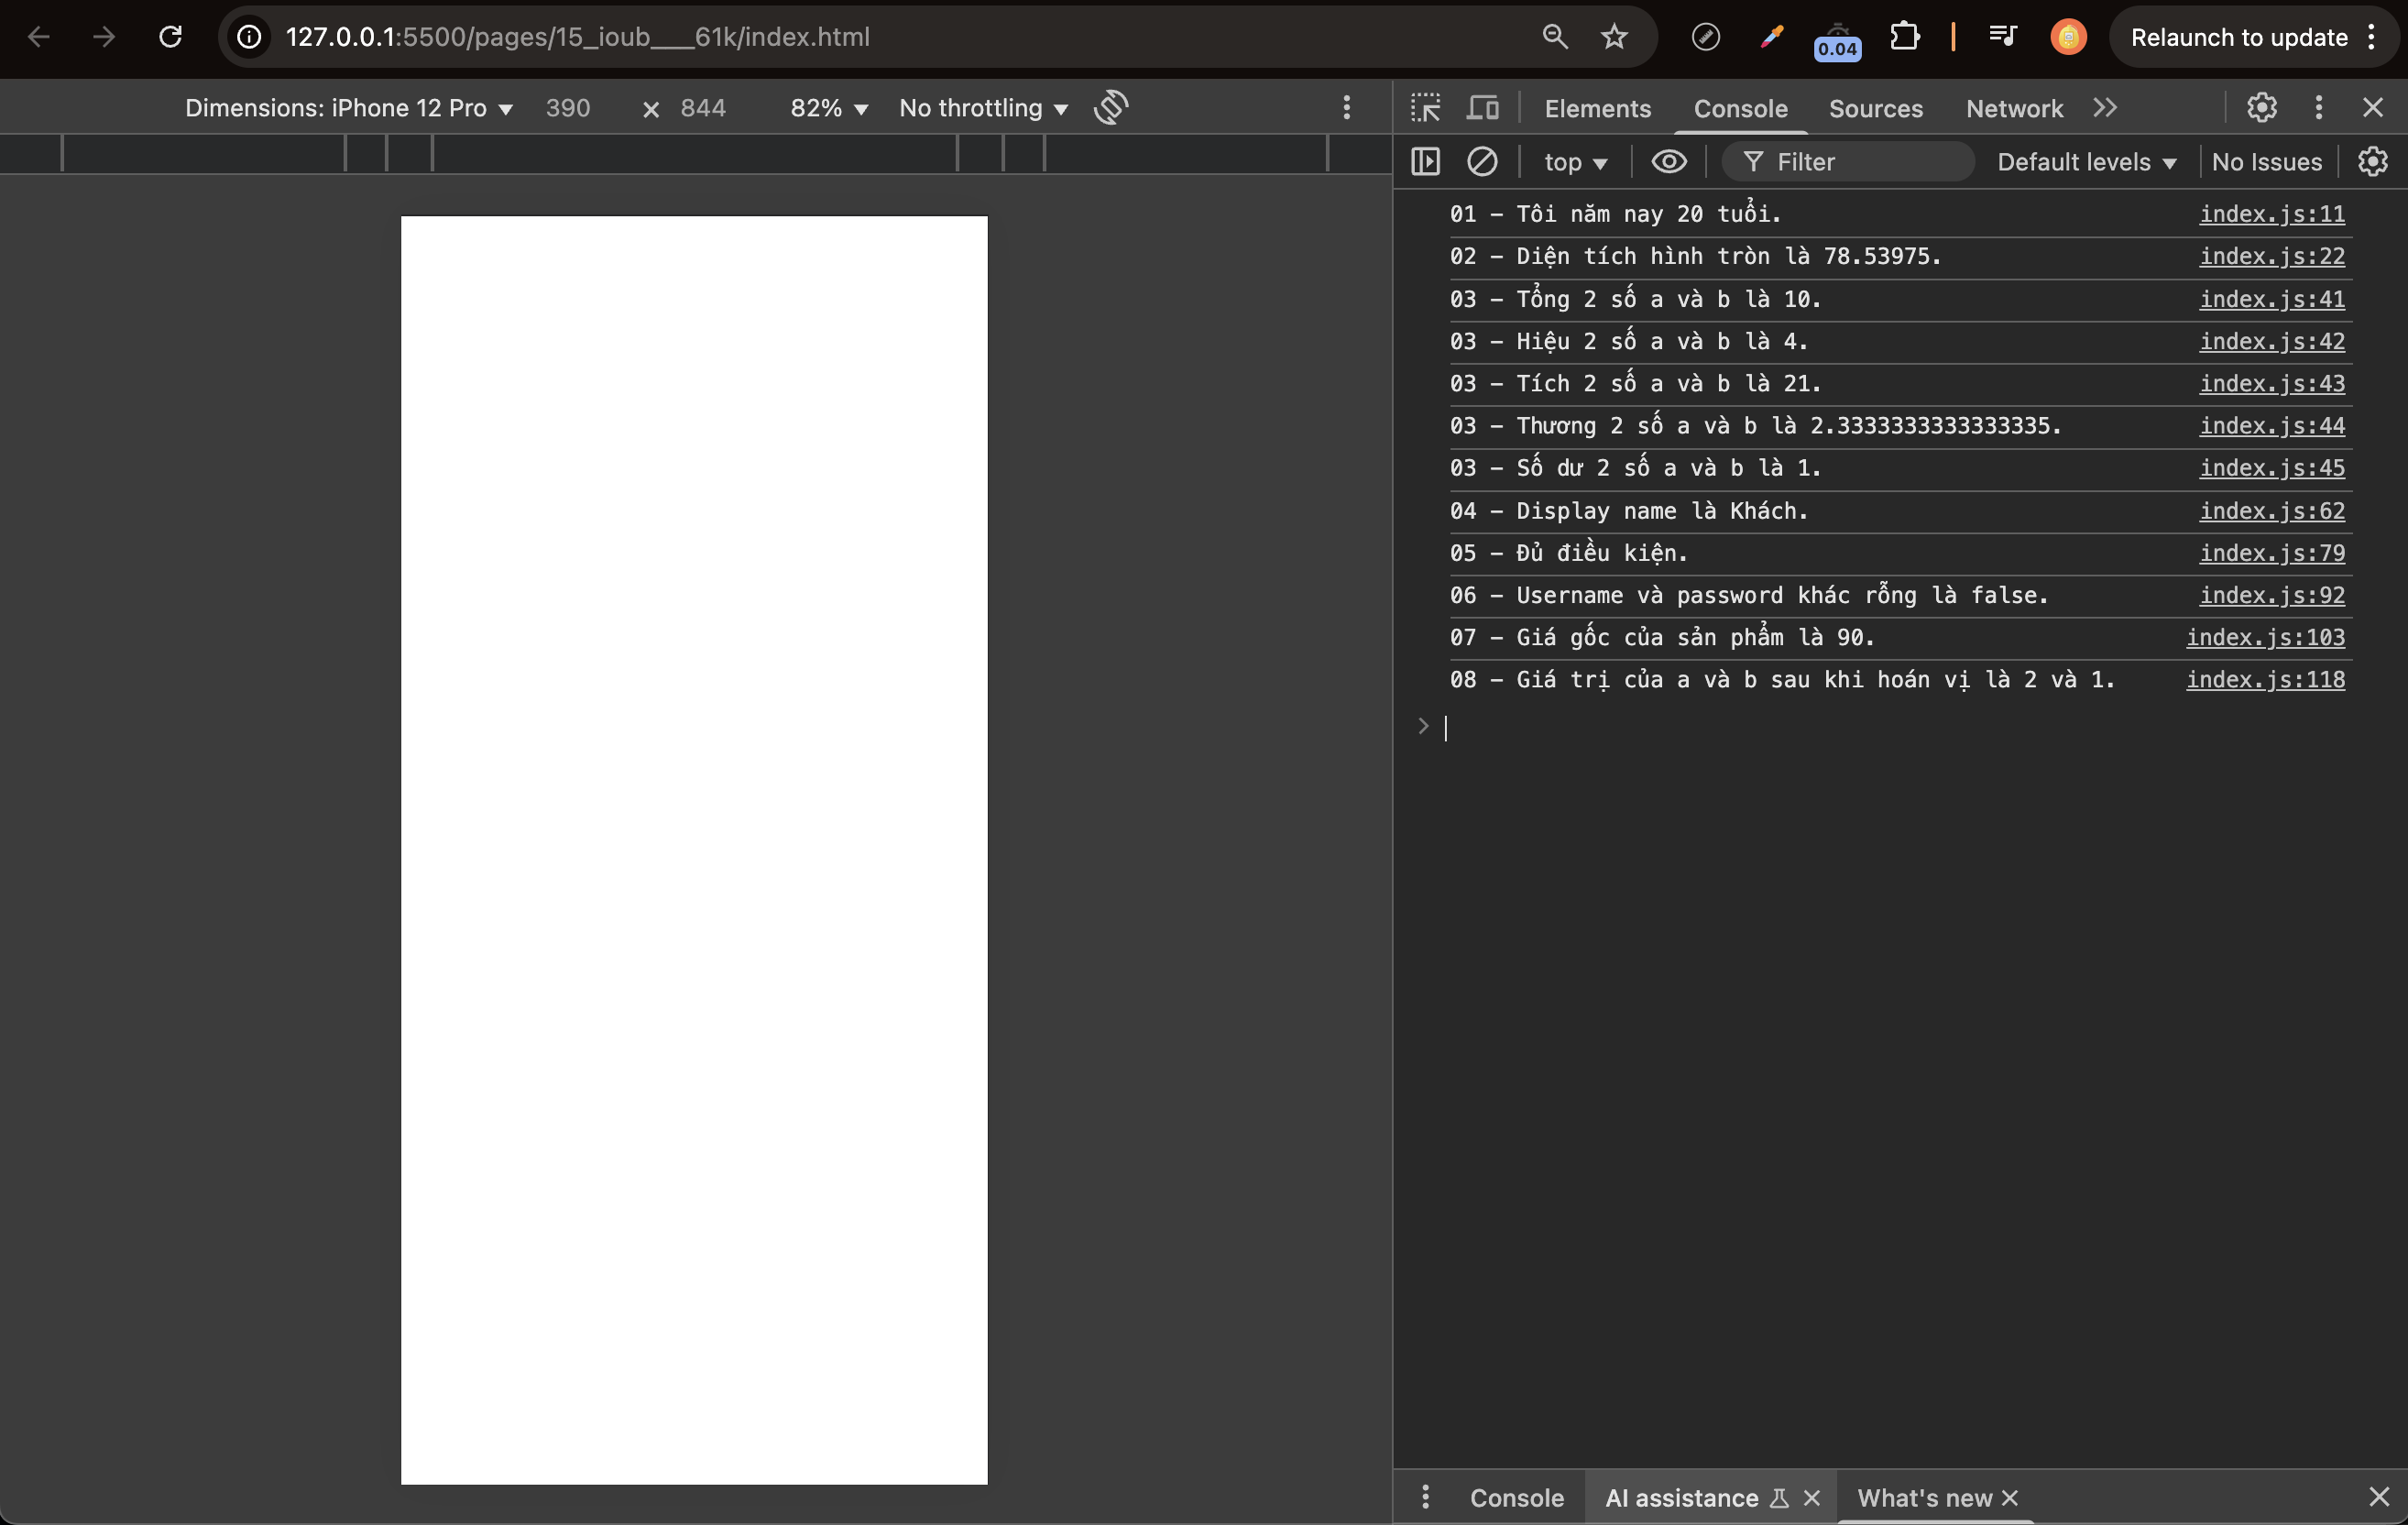 127.0.0.1:5500/pages/15_ioub___61k/index.html
0.04
Relaunch to update
Dimensions: iPhone 12 Pro 390 x 844 82% No throttling
Elements Console Sources Network
top Filter Default levels No Issues
01 – Tôi năm nay 20 tuổi. index.js:11
02 – Diện tích hình tròn là 78.53975. index.js:22
03 – Tổng 2 số a và b là 10. index.js:41
03 – Hiệu 2 số a và b là 4. index.js:42
03 – Tích 2 số a và b là 21. index.js:43
03 – Thương 2 số a và b là 2.3333333333333335. index.js:44
03 – Số dư 2 số a và b là 1. index.js:45
04 – Display name là Khách. index.js:62
05 – Đủ điều kiện. index.js:79
06 – Username và password khác rỗng là false. index.js:92
07 – Giá gốc của sản phẩm là 90. index.js:103
08 – Giá trị của a và b sau khi hoán vị là 2 và 1. index.js:118
Console AI assistance What's new